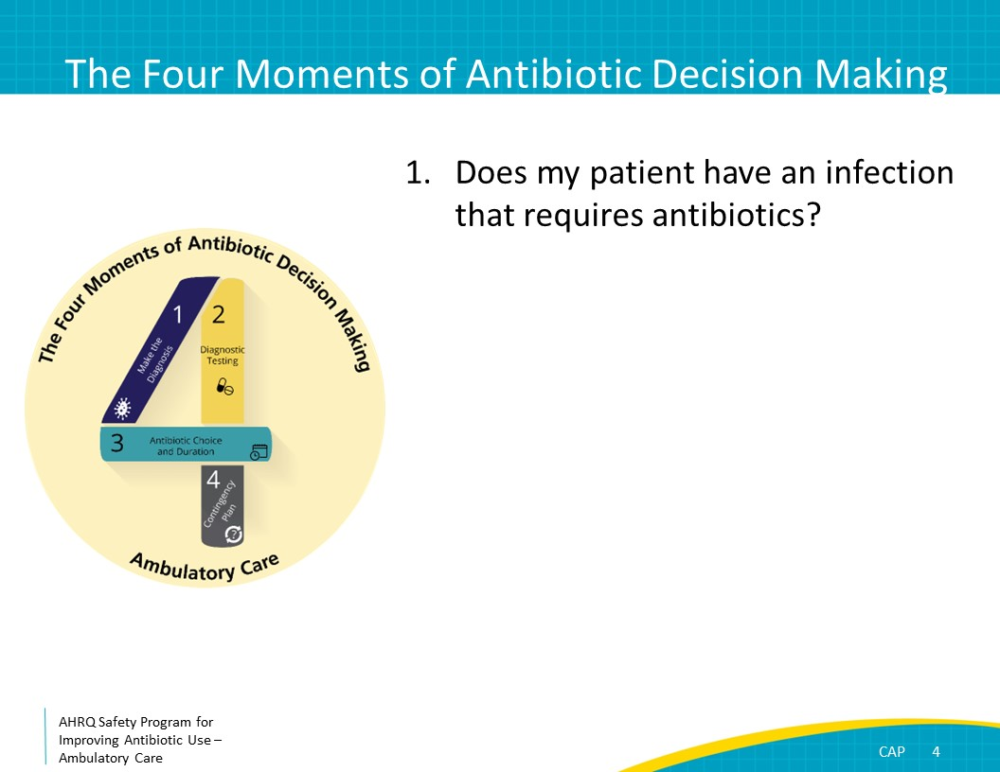 The Four Moments of Antibiotic Decision Making
1. Does my patient have an infection
that requires antibiotics?
The Four Moments of Antibiotic Decision Making
1
Make the
Diagnosis
2
Diagnostic
Testing
3
Antibiotic Choice
and Duration
4
Contingency
Plan
?
Ambulatory Care
AHRQ Safety Program for
Improving Antibiotic Use –
Ambulatory Care
CAP 4